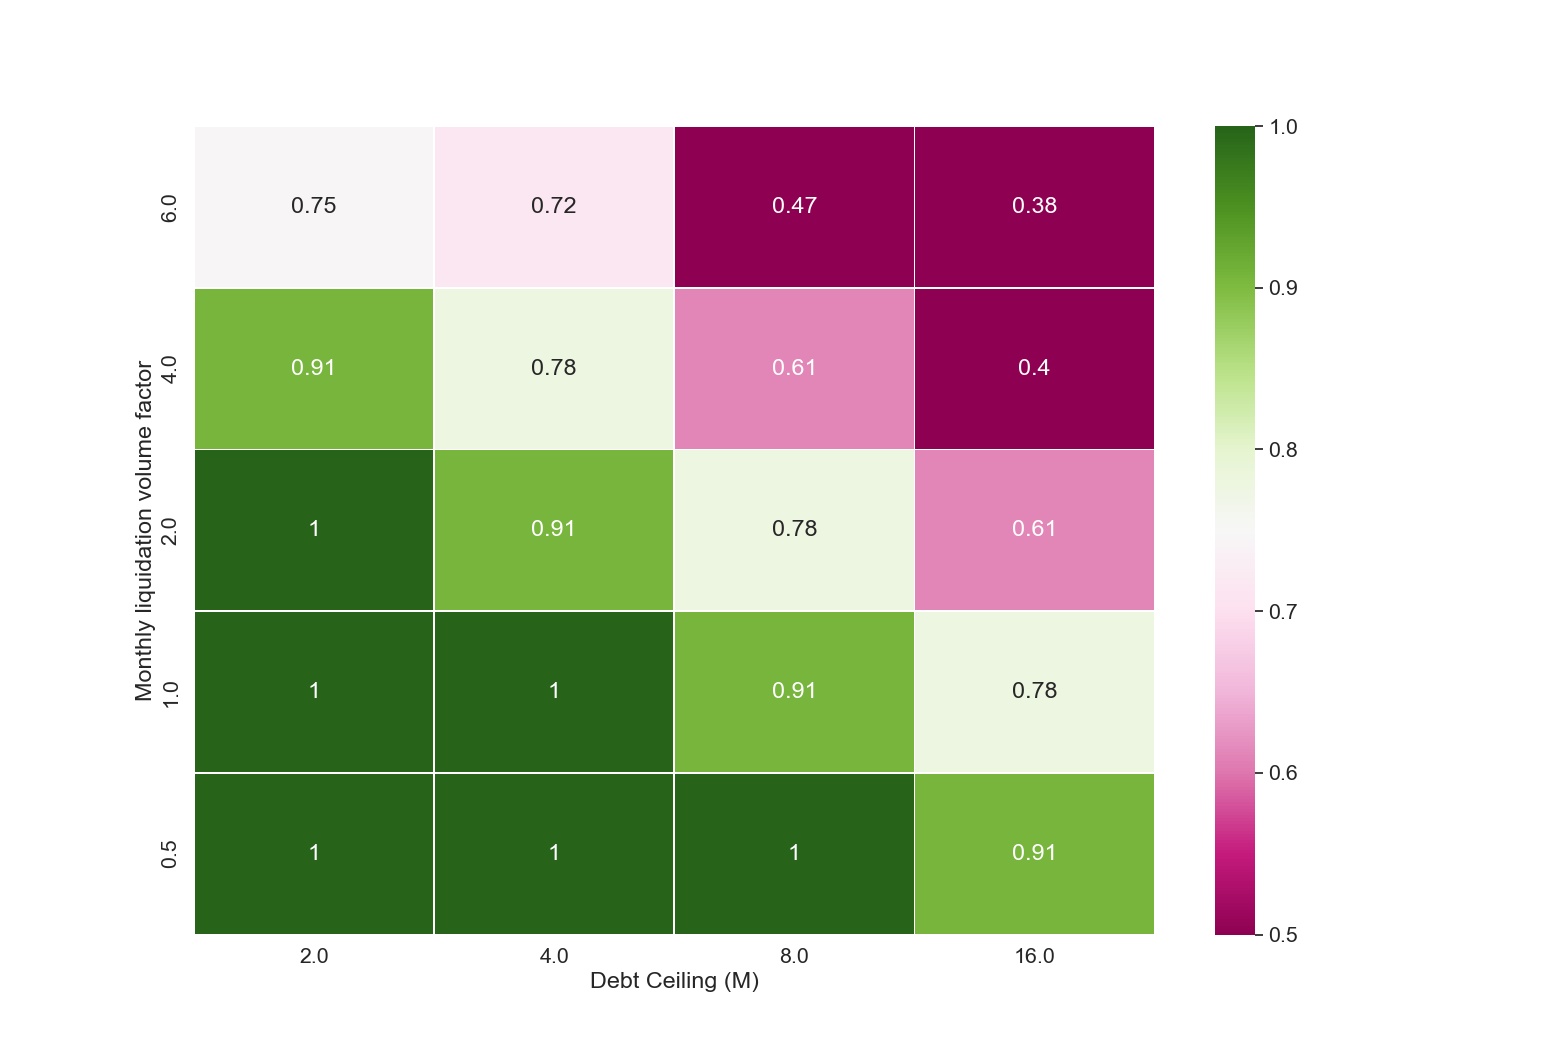 6.0 0.75 0.72 0.47 0.38
4.0 0.91 0.78 0.61 0.4
2.0 1 0.91 0.78 0.61
1.0 1 1 0.91 0.78
0.5 1 1 1 0.91
Monthly liquidation volume factor
2.0 4.0 8.0 16.0
Debt Ceiling (M)
1.0
0.9
0.8
0.7
0.6
0.5